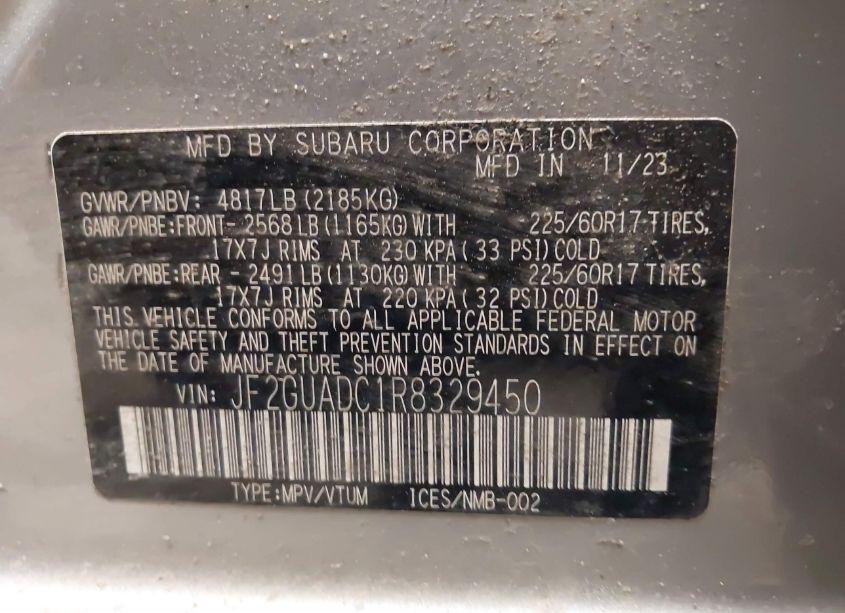 MFD BY SUBARU CORPORATION
MFD IN 11/23
GVWR/PNBV: 4817LB (2185KG)
GAWR/PNBE:FRONT- 2568LB(1165KG)WITH 225/60R17 TIRES,
17X7J RIMS AT 230 KPA( 33 PSI)COLD
GAWR/PNBE:REAR - 2491LB(1130KG)WITH 225/60R17 TIRES,
17X7J RIMS AT 220 KPA( 32 PSI)COLD
THIS VEHICLE CONFORMS TO ALL APPLICABLE FEDERAL MOTOR
VEHICLE SAFETY AND THEFT PREVENTION STANDARDS IN EFFECT ON
THE DATE OF MANUFACTURE SHOWN ABOVE.
VIN: JF2GUADC1R8329450
TYPE:MPV/VTUM ICES/NMB-002